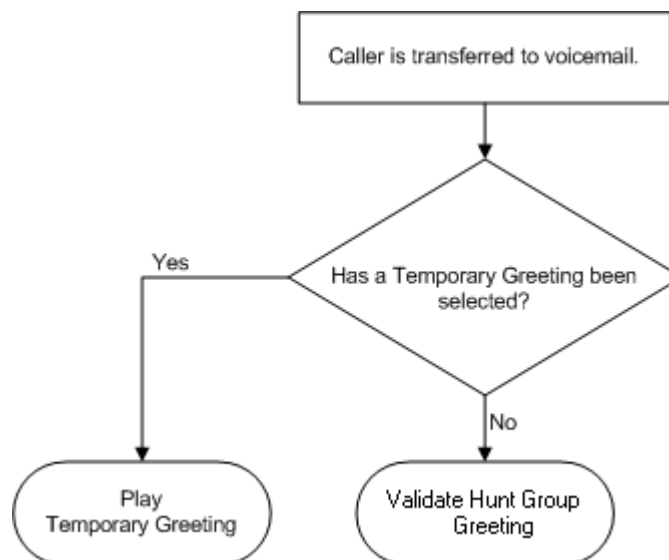 Caller is transferred to voicemail.
Has a Temporary Greeting been
selected?
Yes
No
Play
Temporary Greeting
Validate Hunt Group
Greeting